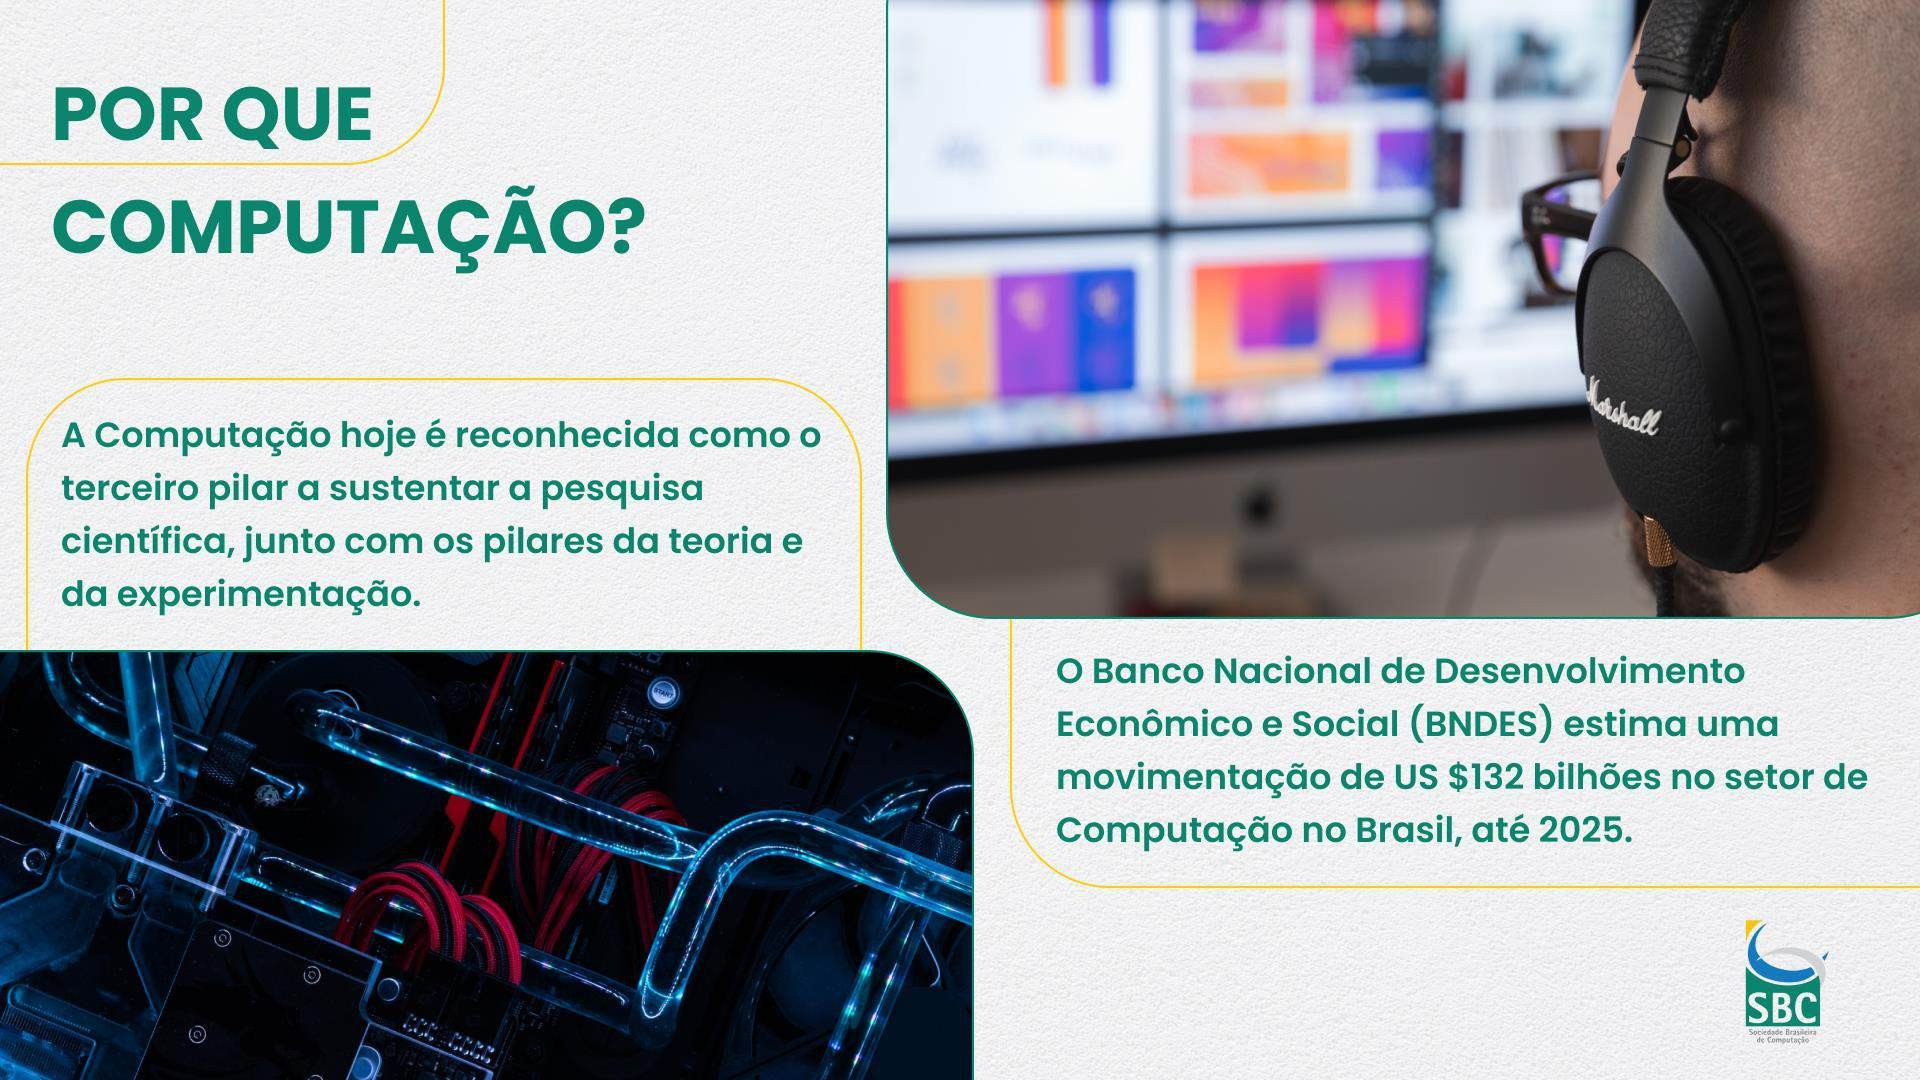 POR QUE
COMPUTAÇÃO?
A Computação hoje é reconhecida como o
terceiro pilar a sustentar a pesquisa
científica, junto com os pilares da teoria e
da experimentação.
Marshall
START
O Banco Nacional de Desenvolvimento
Econômico e Social (BNDES) estima uma
movimentação de US $132 bilhões no setor de
Computação no Brasil, até 2025.
SBC
Sociedade Brasileira
de Computação